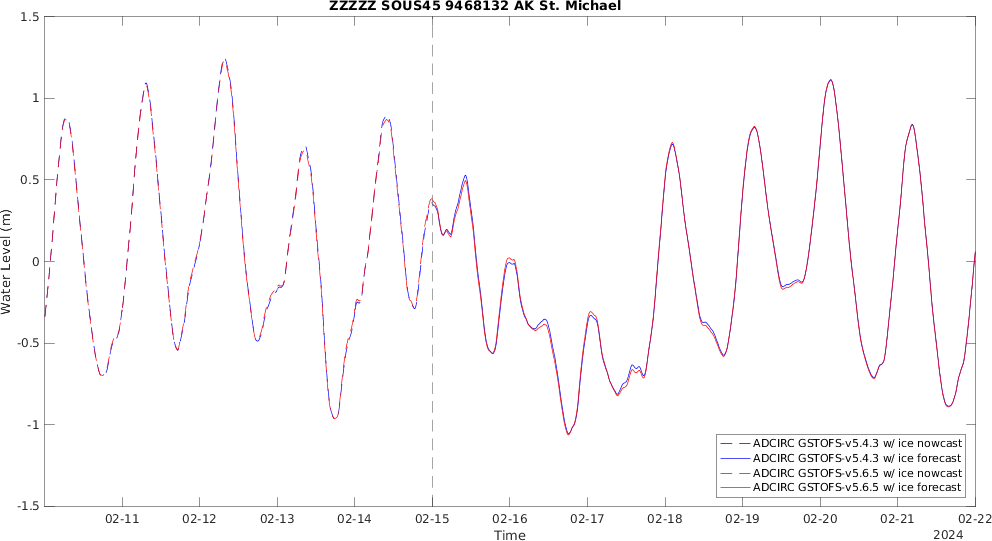 ZZZZZ SOUS45 9468132 AK St. Michael
1.5
1
0.5
0
-0.5
-1
-1.5
Water Level (m)
ADCIRC GSTOFS-v5.4.3 w/ ice nowcast
ADCIRC GSTOFS-v5.4.3 w/ ice forecast
ADCIRC GSTOFS-v5.6.5 w/ ice nowcast
ADCIRC GSTOFS-v5.6.5 w/ ice forecast
02-11 02-12 02-13 02-14 02-15 02-16 02-17 02-18 02-19 02-20 02-21 02-22
Time
2024